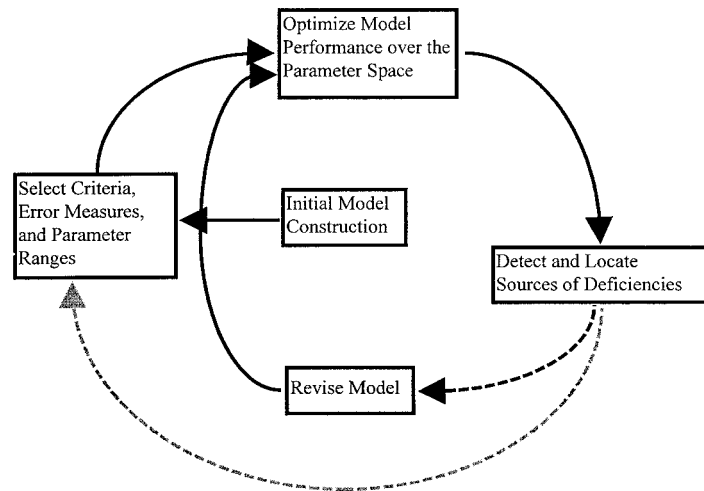 Optimize Model
Performance over the
Parameter Space
Select Criteria,
Error Measures,
and Parameter
Ranges
Initial Model
Construction
Detect and Locate
Sources of Deficiencies
Revise Model